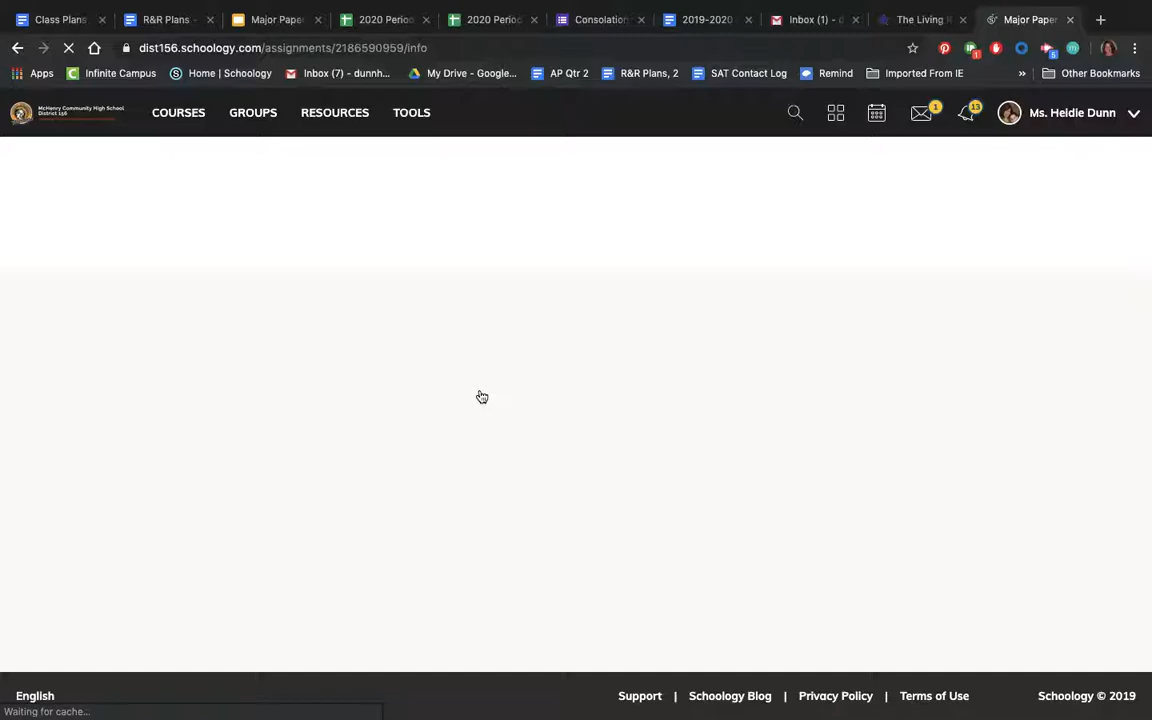 Class Plans R&R Plans - Major Paper 2020 Perio 2020 Perio Consolation 2019-2020 Inbox (1) - d The Living R Major Paper
dist156.schoology.com/assignments/2186590959/info
1 5
Apps Infinite Campus Home | Schoology Inbox (7) - dunnh... My Drive - Google... AP Qtr 2 R&R Plans, 2 SAT Contact Log Remind Imported From IE » Other Bookmarks
McHenry Community High School
District 156
COURSES GROUPS RESOURCES TOOLS 1 13 Ms. Heidie Dunn
English Support | Schoology Blog | Privacy Policy | Terms of Use Schoology © 2019
Waiting for cache...